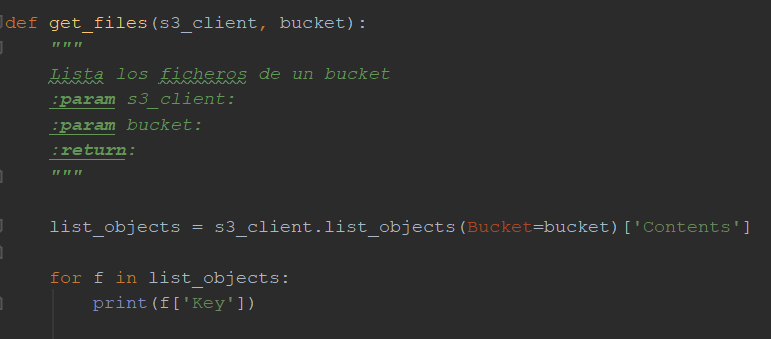 def get_files(s3_client, bucket):
"""
Lista los ficheros de un bucket
:param s3_client:
:param bucket:
:return:
"""
list_objects = s3_client.list_objects(Bucket=bucket)['Contents']
for f in list_objects:
print(f['Key'])